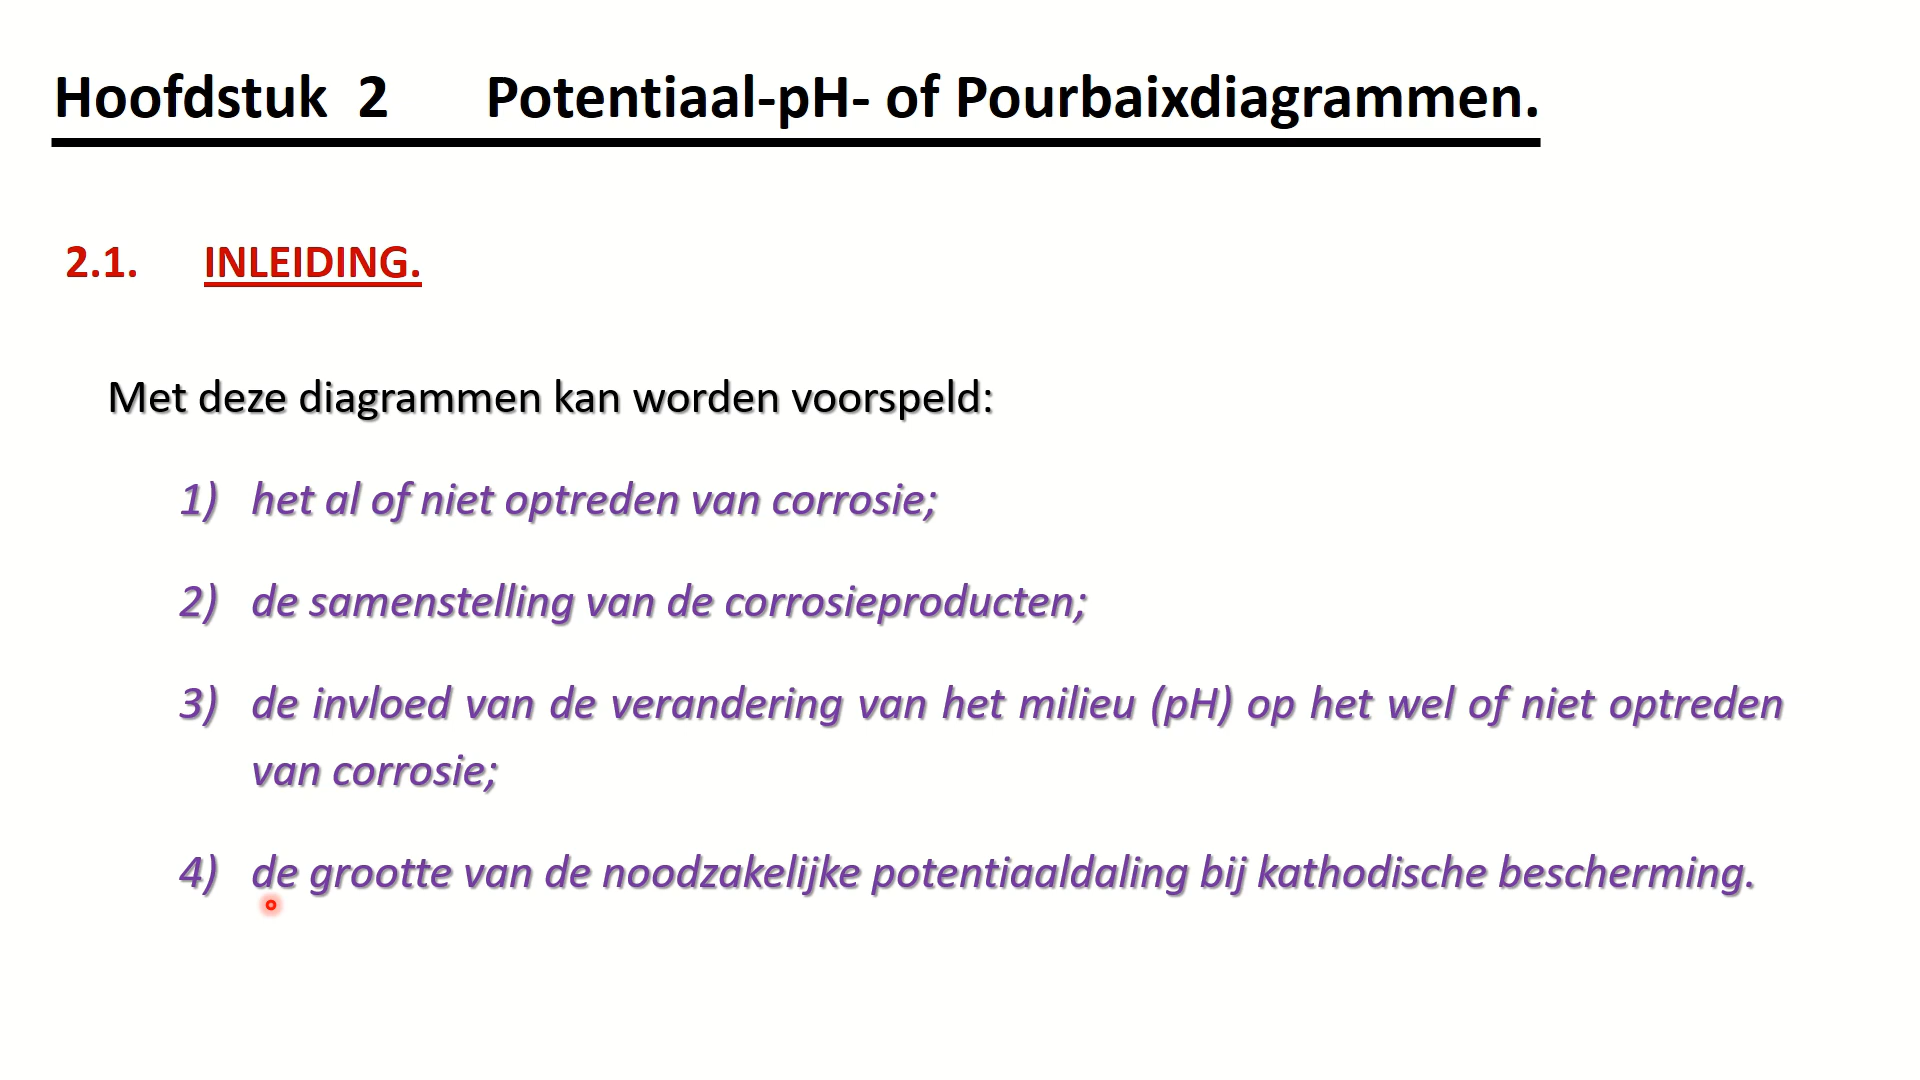 Hoofdstuk 2 Potentiaal-pH- of Pourbaixdiagrammen.
2.1. INLEIDING.
Met deze diagrammen kan worden voorspeld:
1) het al of niet optreden van corrosie;
2) de samenstelling van de corrosieproducten;
3) de invloed van de verandering van het milieu (pH) op het wel of niet optreden
van corrosie;
4) de grootte van de noodzakelijke potentiaaldaling bij kathodische bescherming.